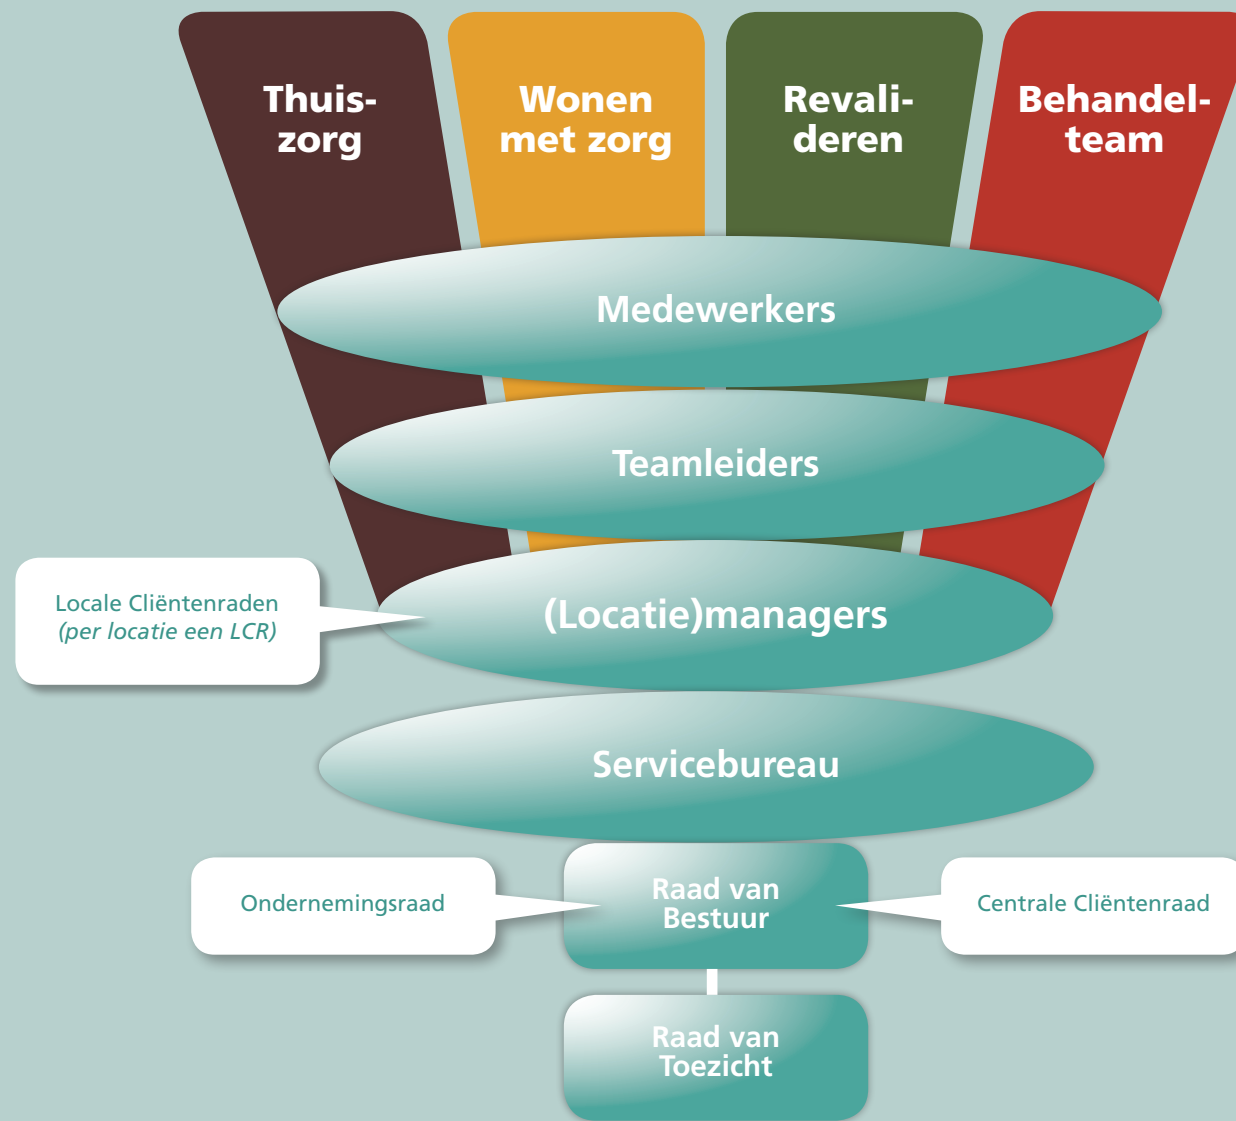 Thuis-
zorg
Wonen
met zorg
Revali-
deren
Behandel-
team
Medewerkers
Teamleiders
Locale Cliëntenraden
(per locatie een LCR)
(Locatie)managers
Servicebureau
Ondernemingsraad
Raad van
Bestuur
Centrale Cliëntenraad
Raad van
Toezicht